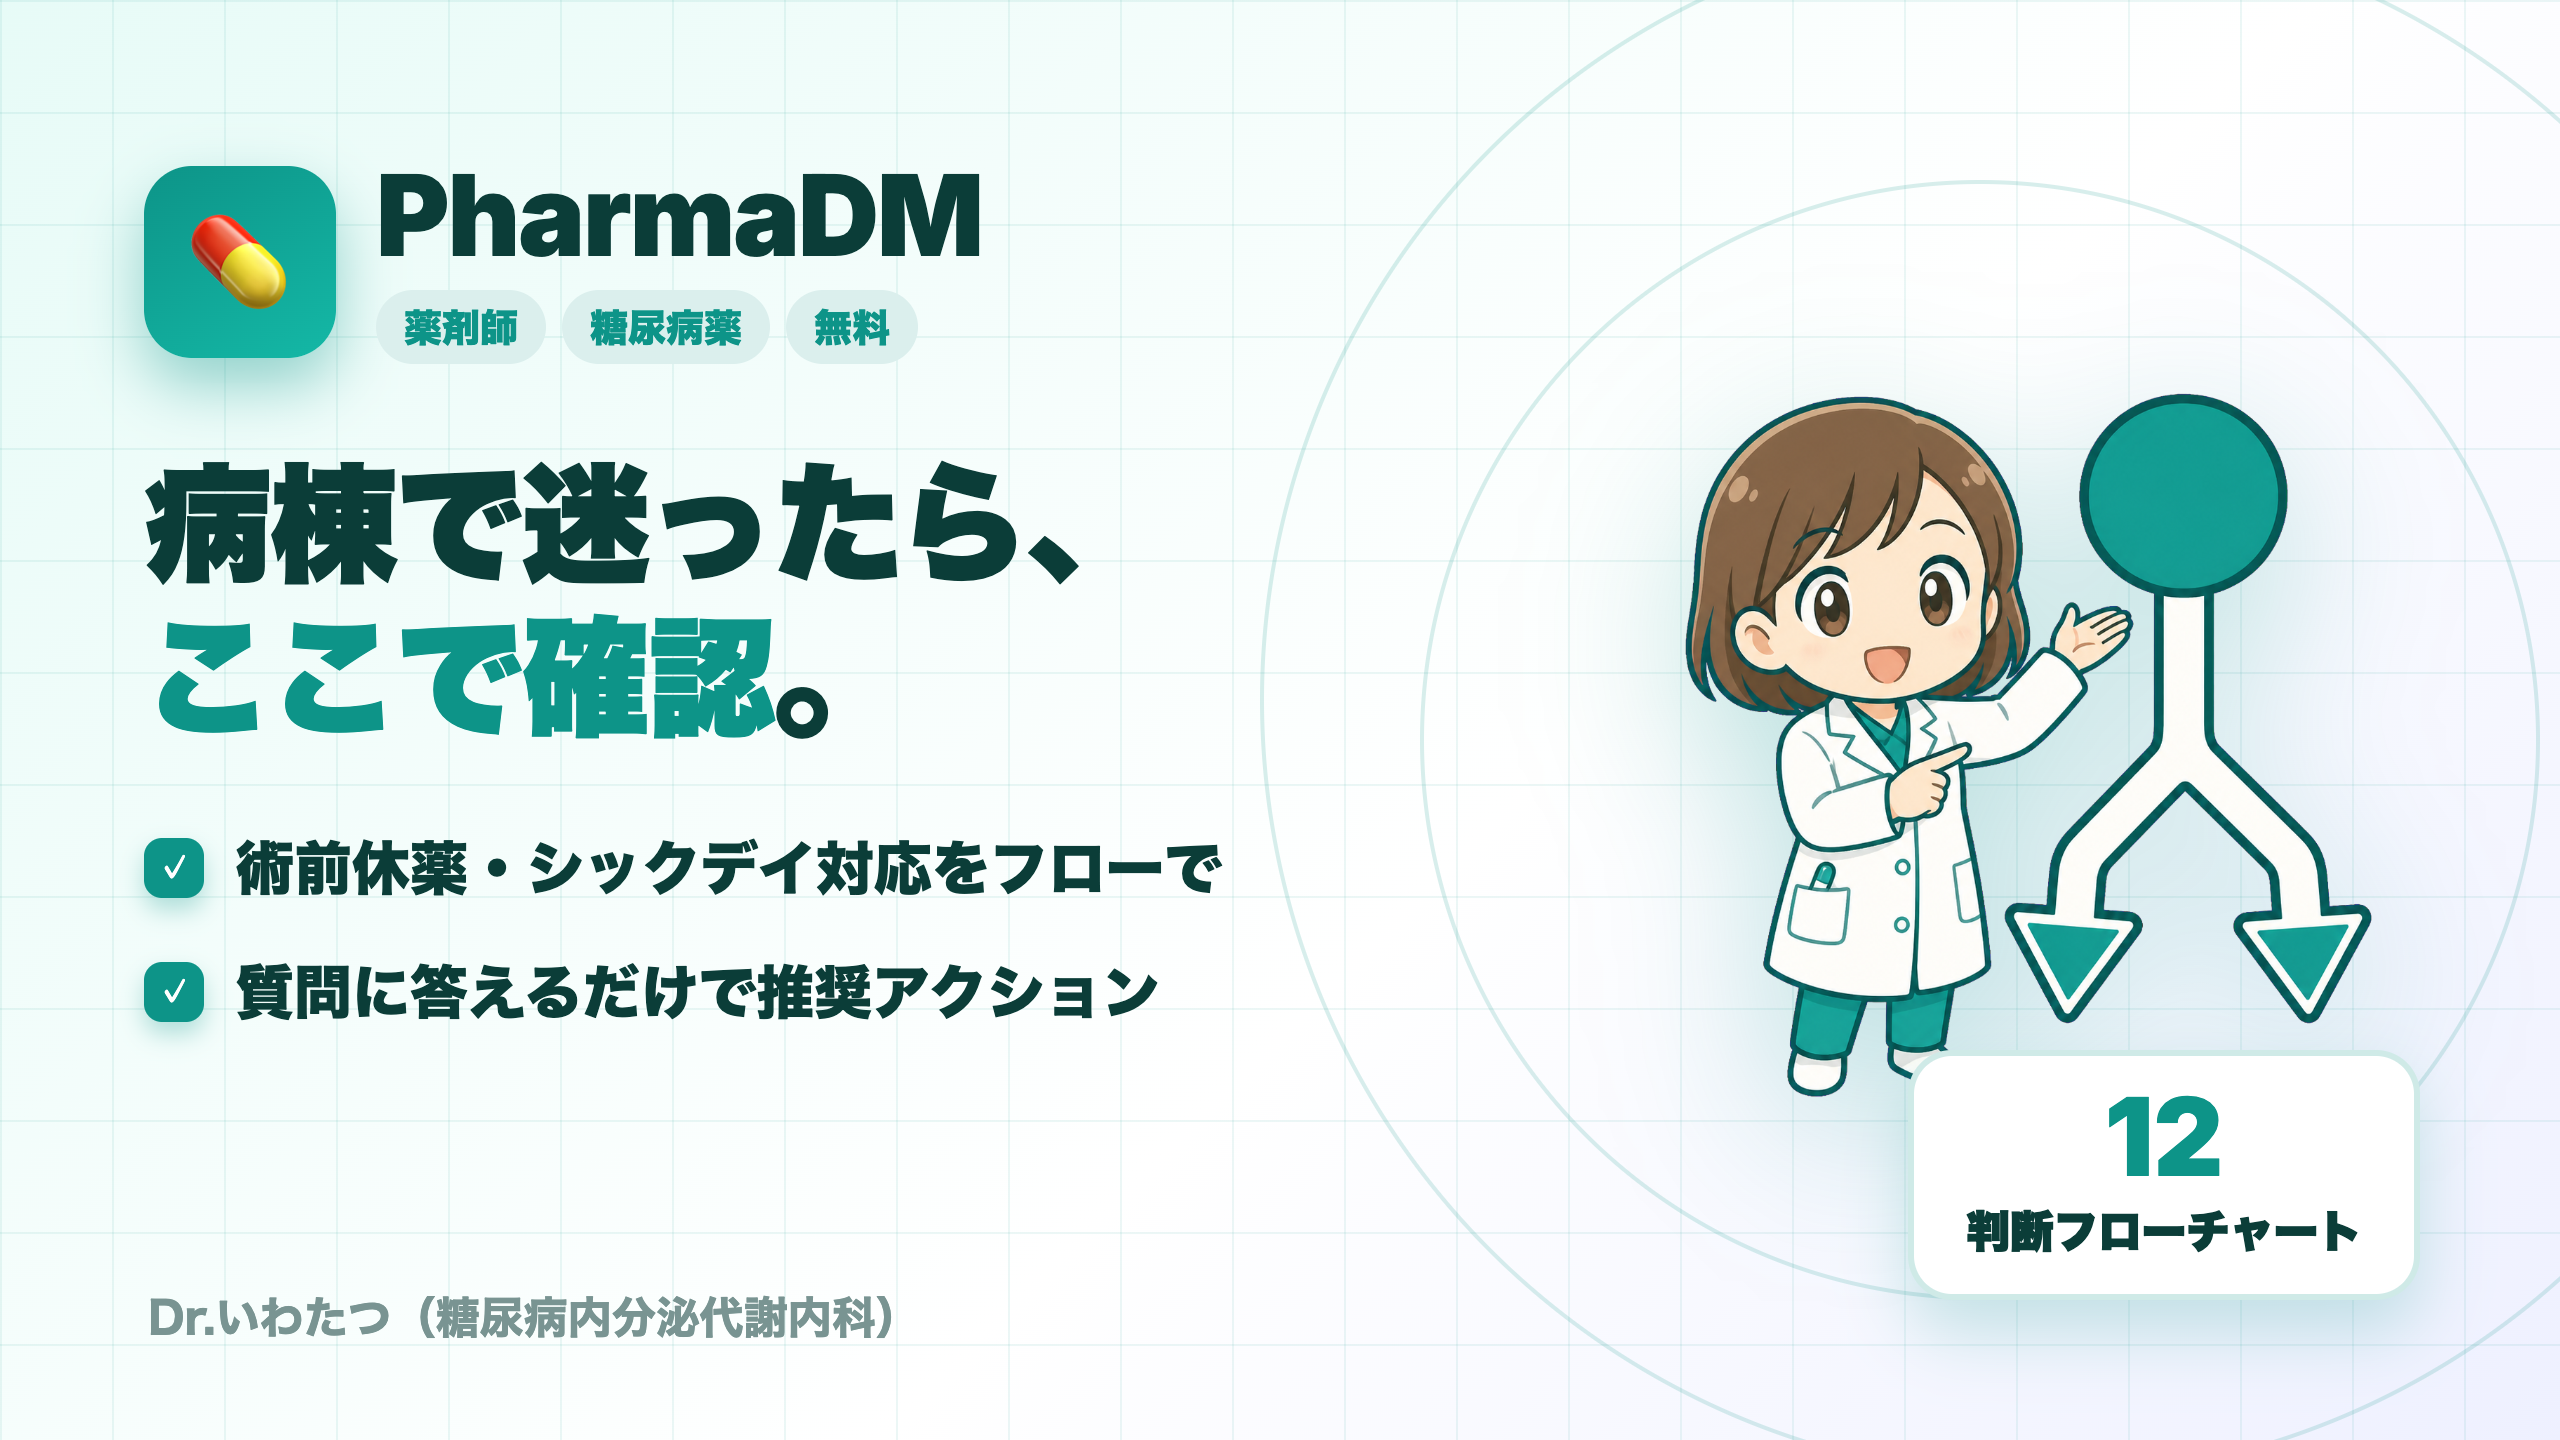 PharmaDM
薬剤師 糖尿病薬 無料
病棟で迷ったら、
ここで確認。
✓ 術前休薬・シックデイ対応をフローで
✓ 質問に答えるだけで推奨アクション
12
判断フローチャート
Dr.いわたつ（糖尿病内分泌代謝内科）